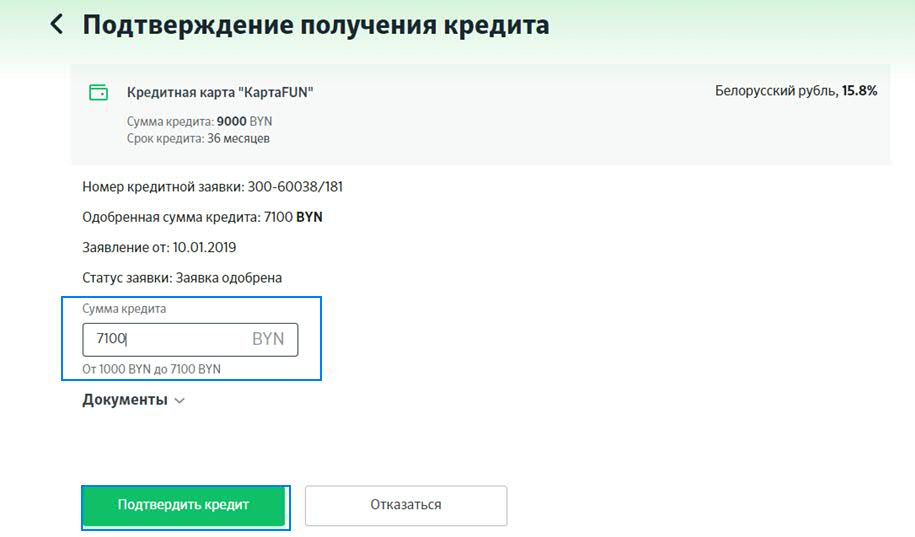 Подтверждение получения кредита
Кредитная карта "КартаFUN"
Белорусский рубль, 15.8%
Сумма кредита: 9000 BYN
Срок кредита: 36 месяцев
Номер кредитной заявки: 300-60038/181
Одобренная сумма кредита: 7100 BYN
Заявление от: 10.01.2019
Статус заявки: Заявка одобрена
Сумма кредита
7100 BYN
От 1000 BYN до 7100 BYN
Документы
Подтвердить кредит
Отказаться